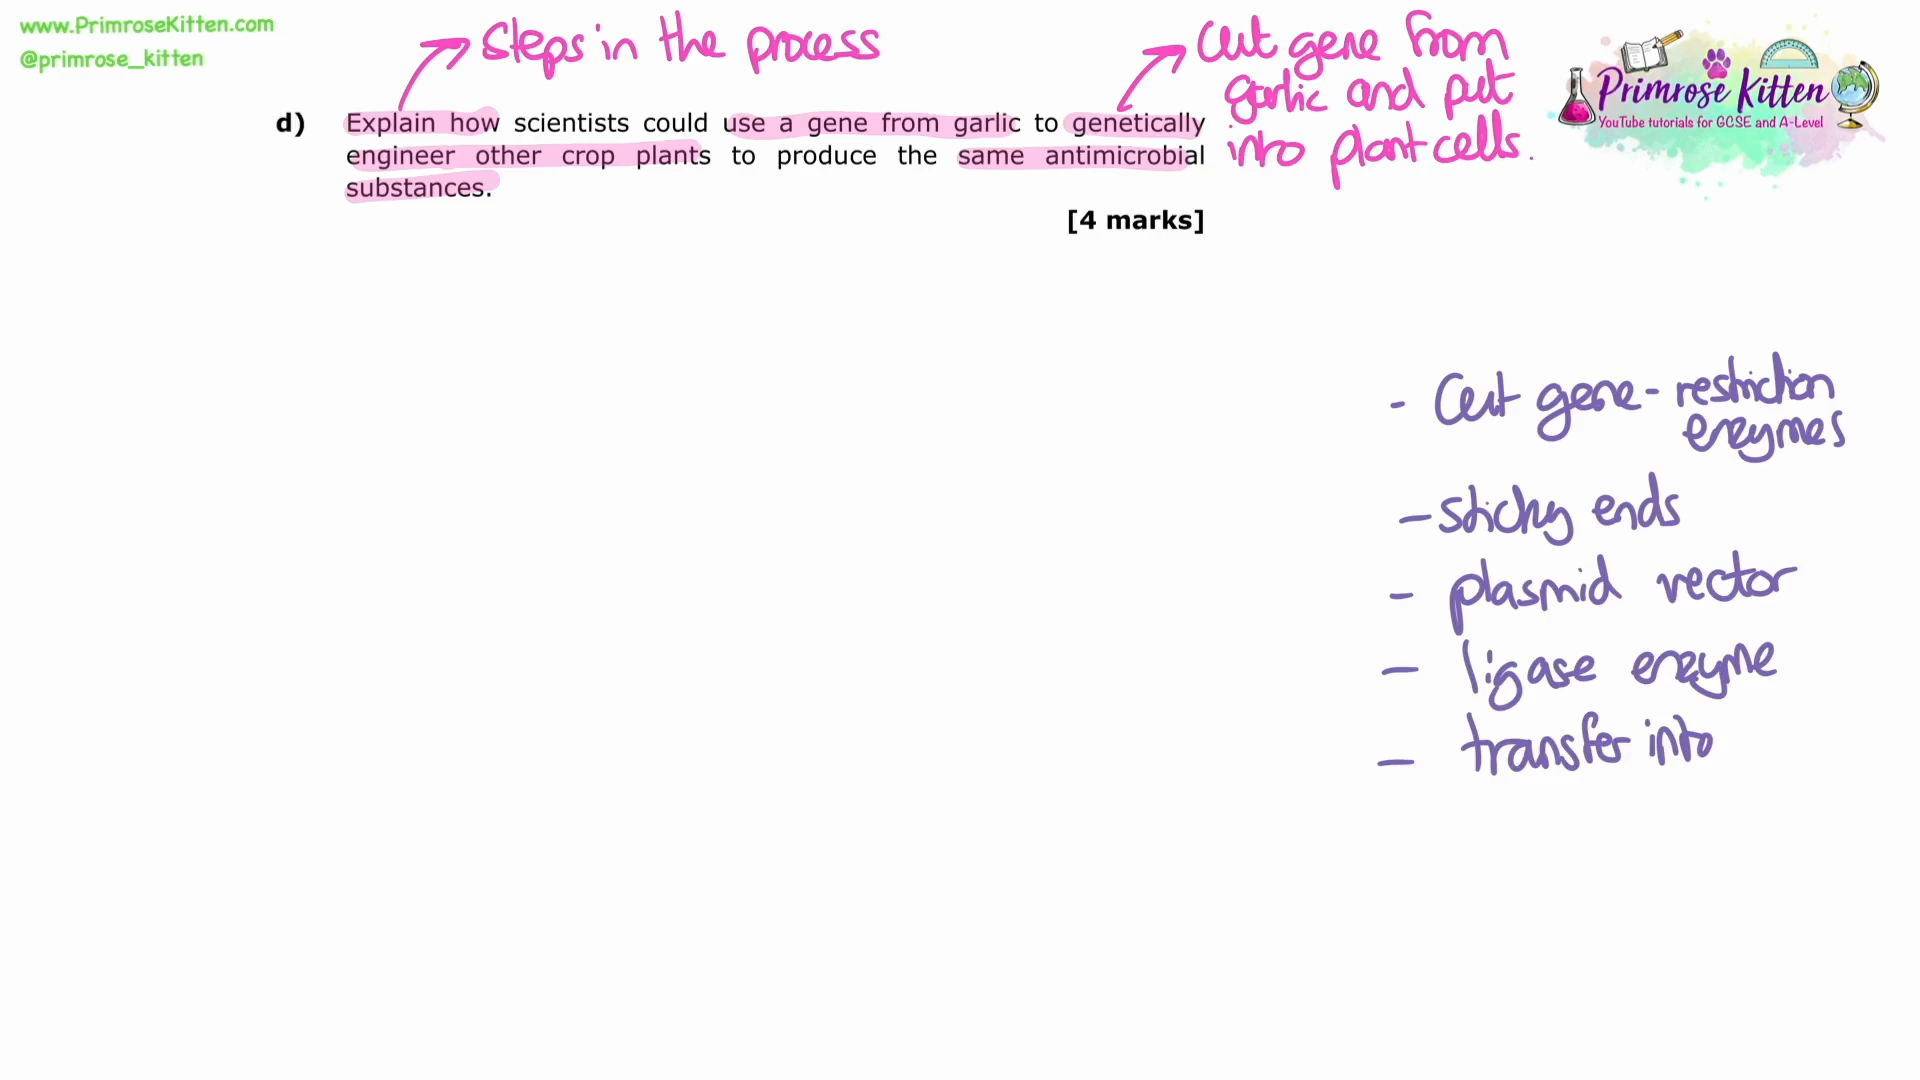 www.PrimroseKitten.com
@primrose_kitten
Steps in the process
Cut gene from
garlic and put
into plant cells.
Primrose Kitten
YouTube tutorials for GCSE and A-Level
d) Explain how scientists could use a gene from garlic to genetically
engineer other crop plants to produce the same antimicrobial
substances.
[4 marks]
- Cut gene - restriction
enzymes
- sticky ends
- plasmid vector
- ligase enzyme
- transfer into